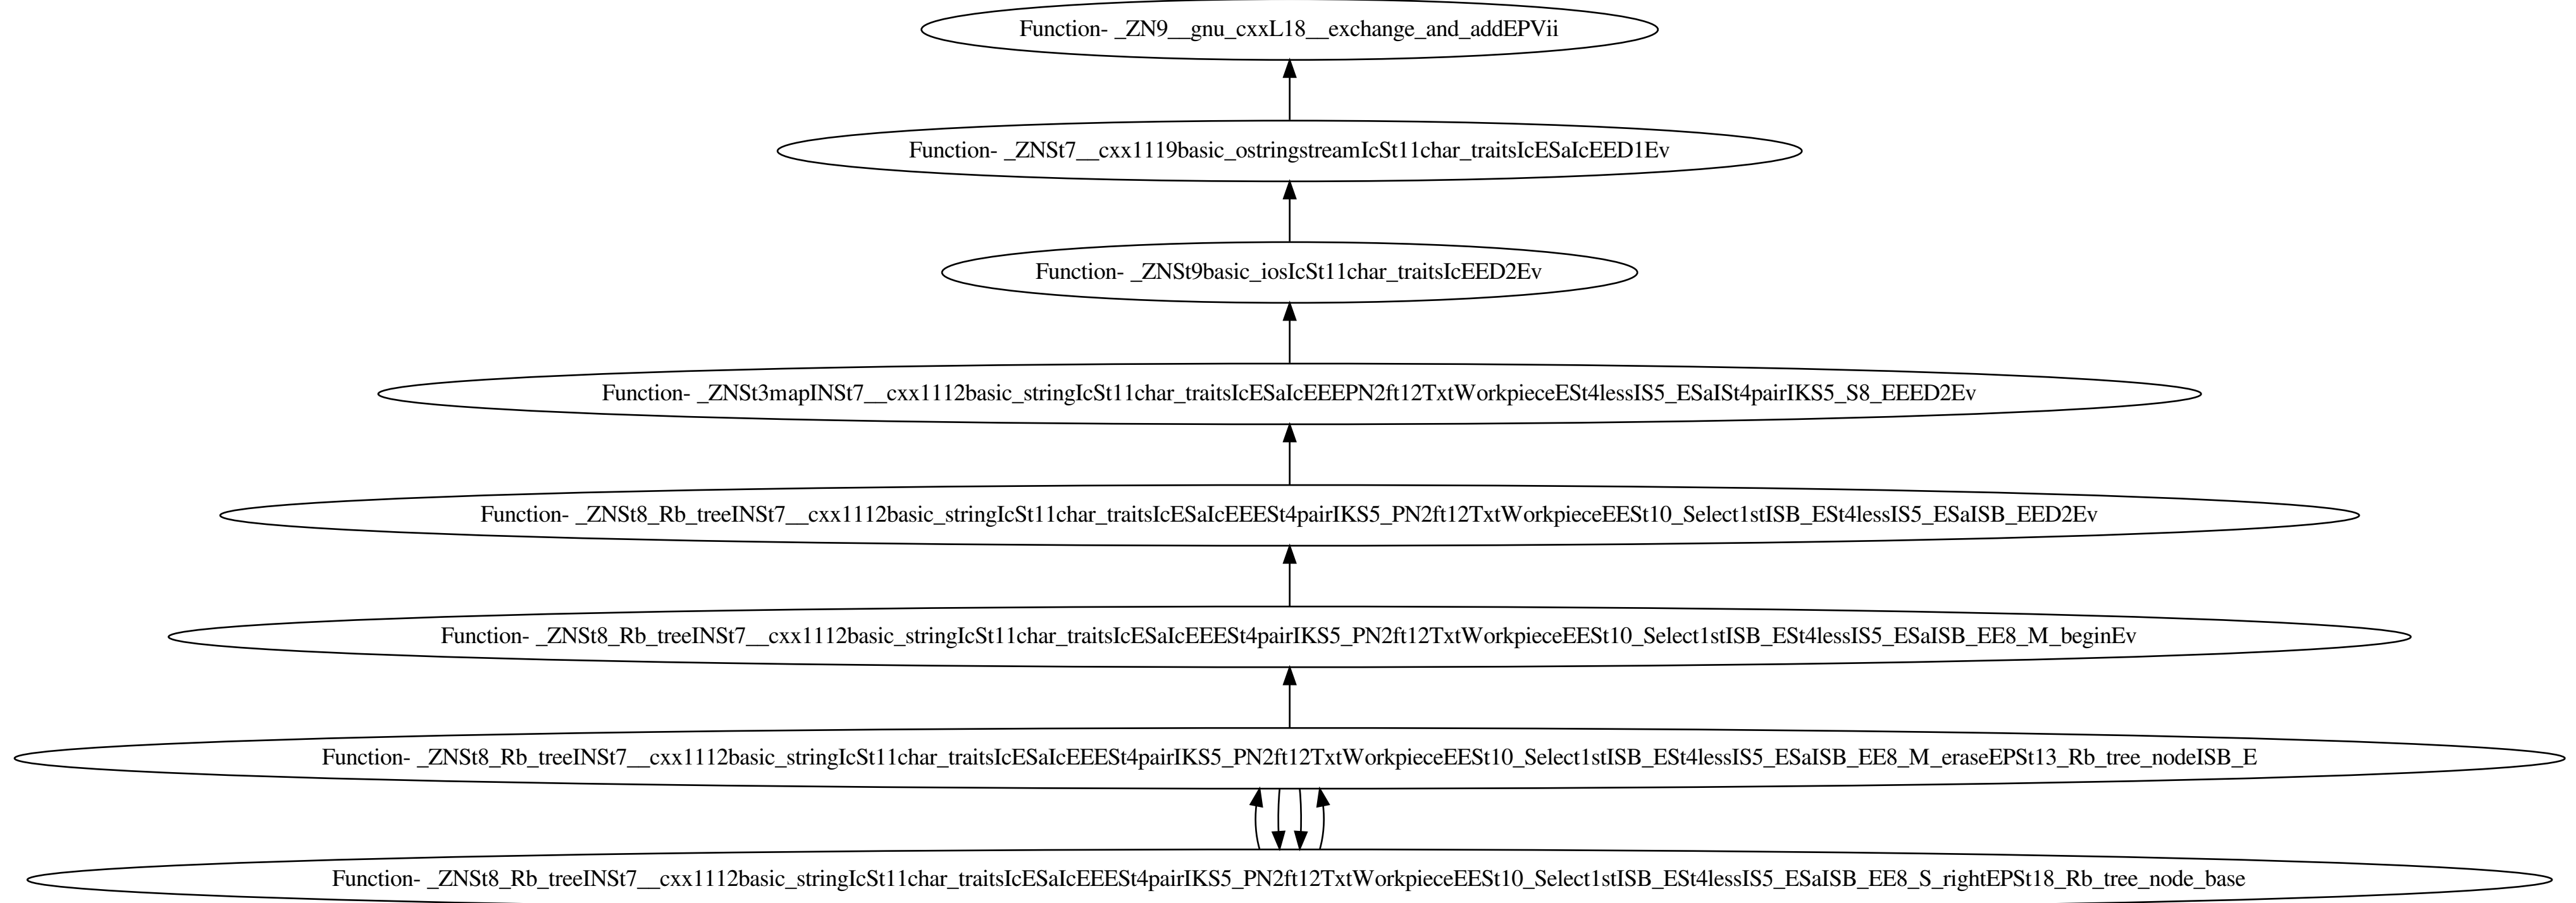 Function- _ZN9__gnu_cxxL18__exchange_and_addEPVii
Function- _ZNSt7__cxx1119basic_ostringstreamIcSt11char_traitsIcESaIcEED1Ev
Function- _ZNSt9basic_iosIcSt11char_traitsIcEED2Ev
Function- _ZNSt3mapINSt7__cxx1112basic_stringIcSt11char_traitsIcESaIcEEEPN2ft12TxtWorkpieceESt4lessIS5_ESaISt4pairIKS5_S8_EEED2Ev
Function- _ZNSt8_Rb_treeINSt7__cxx1112basic_stringIcSt11char_traitsIcESaIcEEESt4pairIKS5_PN2ft12TxtWorkpieceEESt10_Select1stISB_ESt4lessIS5_ESaISB_EED2Ev
Function- _ZNSt8_Rb_treeINSt7__cxx1112basic_stringIcSt11char_traitsIcESaIcEEESt4pairIKS5_PN2ft12TxtWorkpieceEESt10_Select1stISB_ESt4lessIS5_ESaISB_EE8_M_beginEv
Function- _ZNSt8_Rb_treeINSt7__cxx1112basic_stringIcSt11char_traitsIcESaIcEEESt4pairIKS5_PN2ft12TxtWorkpieceEESt10_Select1stISB_ESt4lessIS5_ESaISB_EE8_M_eraseEPSt13_Rb_tree_nodeISB_E
Function- _ZNSt8_Rb_treeINSt7__cxx1112basic_stringIcSt11char_traitsIcESaIcEEESt4pairIKS5_PN2ft12TxtWorkpieceEESt10_Select1stISB_ESt4lessIS5_ESaISB_EE8_S_rightEPSt18_Rb_tree_node_base